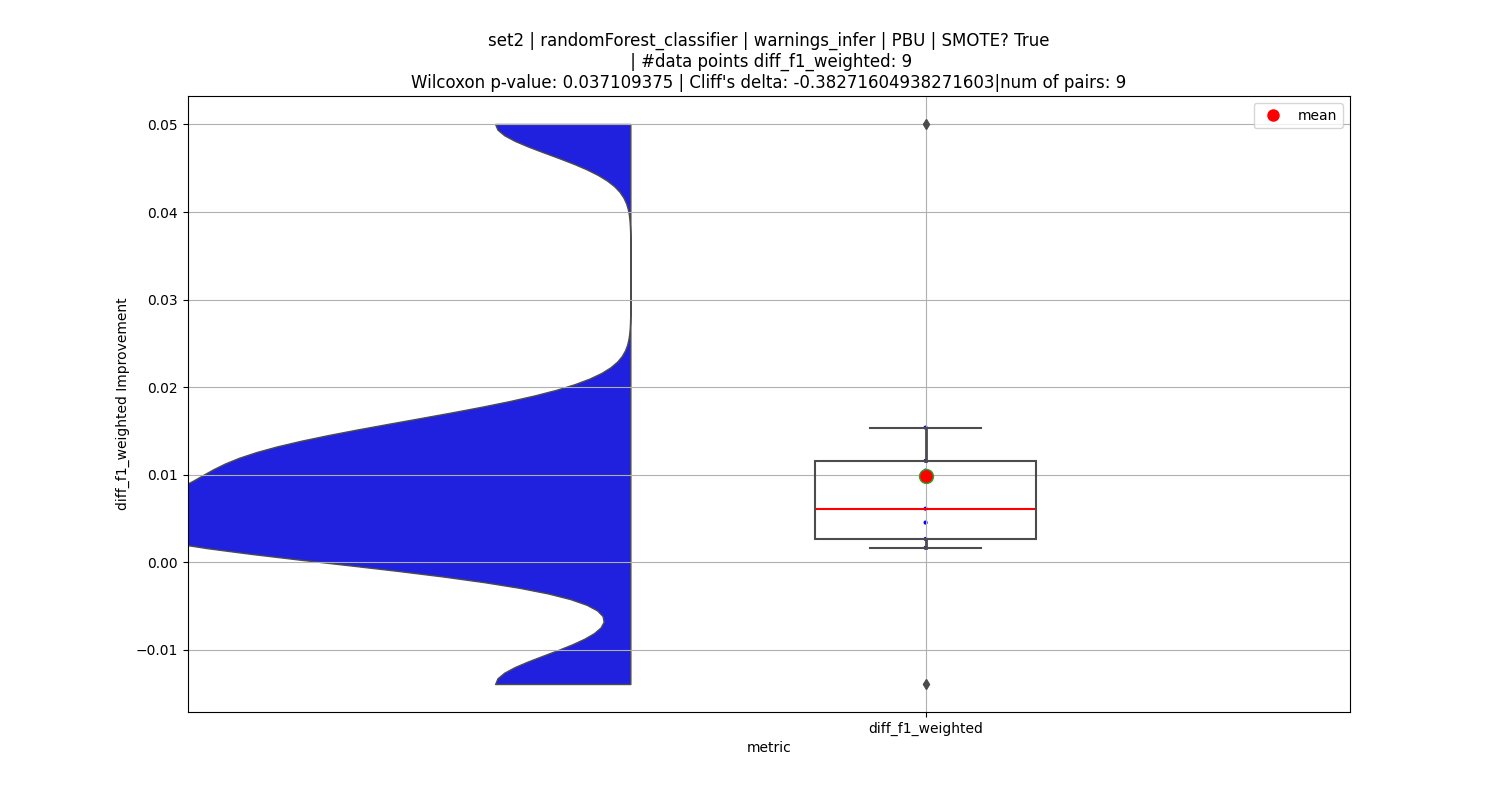 set2 | randomForest_classifier | warnings_infer | PBU | SMOTE? True
| #data points diff_f1_weighted: 9
Wilcoxon p-value: 0.037109375 | Cliff's delta: -0.38271604938271603|num of pairs: 9
mean
0.05
0.04
0.03
0.02
0.01
0.00
−0.01
diff_f1_weighted Improvement
diff_f1_weighted
metric